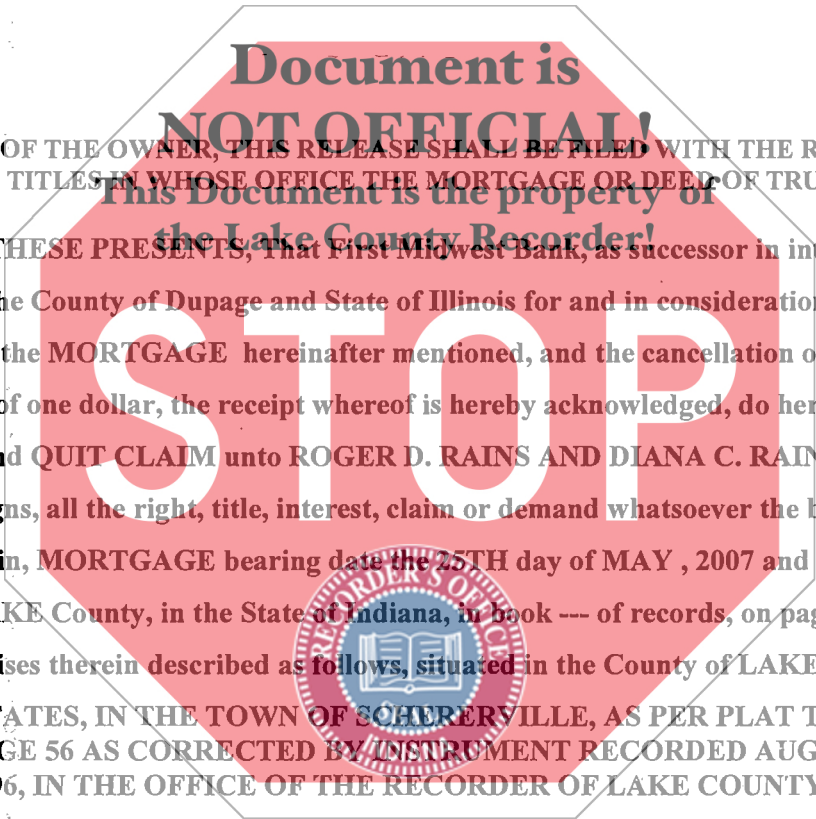 Document is
NOT OFFICIAL!
This Document is the property of
the Lake County Recorder!
OF THE OWNER, THIS RELEASE SHALL BE FILED WITH THE R
TITLES IN WHOSE OFFICE THE MORTGAGE OR DEED OF TRU
THESE PRESENTS, That First Midwest Bank, as successor in int
he County of Dupage and State of Illinois for and in consideration
the MORTGAGE hereinafter mentioned, and the cancellation o
of one dollar, the receipt whereof is hereby acknowledged, do her
d QUIT CLAIM unto ROGER D. RAINS AND DIANA C. RAIN
ns, all the right, title, interest, claim or demand whatsoever the b
in, MORTGAGE bearing date the 25TH day of MAY , 2007 and
KE County, in the State of Indiana, in book --- of records, on pag
ises therein described as follows, situated in the County of LAKE
ATES, IN THE TOWN OF SCHERERVILLE, AS PER PLAT T
GE 56 AS CORRECTED BY INSTRUMENT RECORDED AUG
6, IN THE OFFICE OF THE RECORDER OF LAKE COUNTY
STOP
RECORDER'S OFFICE
SEAL